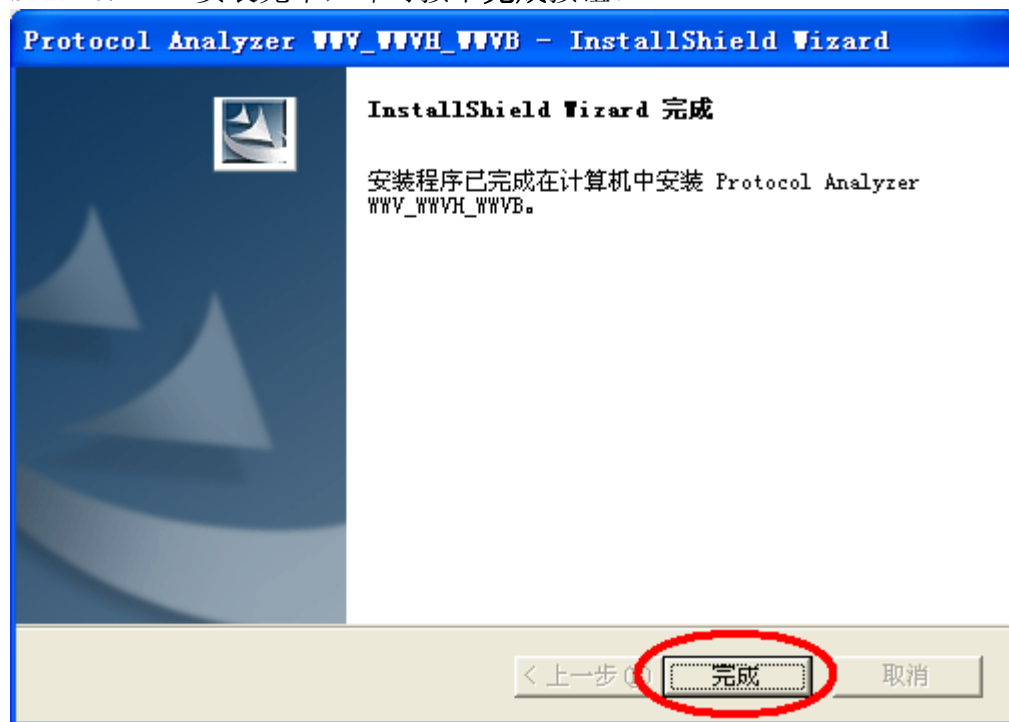 Protocol Analyzer WWV_WWVH_WWVB - InstallShield Wizard
InstallShield Wizard 完成
安装程序已完成在计算机中安装 Protocol Analyzer
WWV_WWVH_WWVB。
< 上一步
完成
取消